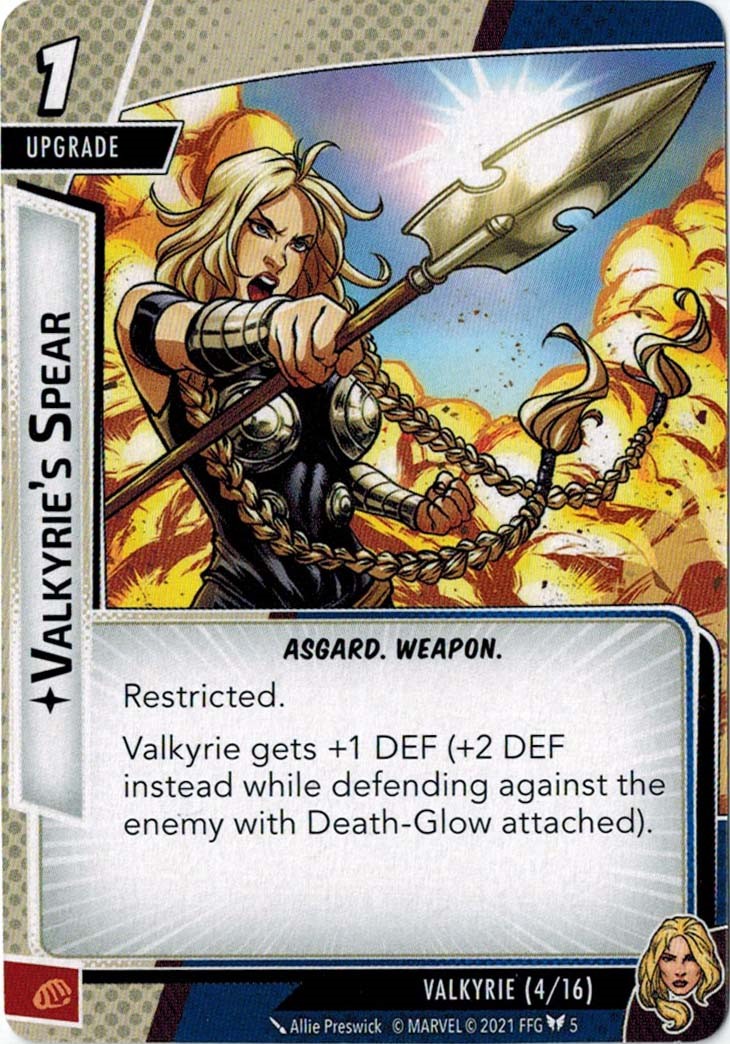 1
UPGRADE
VALKYRIE'S SPEAR
ASGARD. WEAPON.
Restricted.
Valkyrie gets +1 DEF (+2 DEF
instead while defending against the
enemy with Death-Glow attached).
VALKYRIE (4/16)
Allie Preswick © MARVEL © 2021 FFG 5